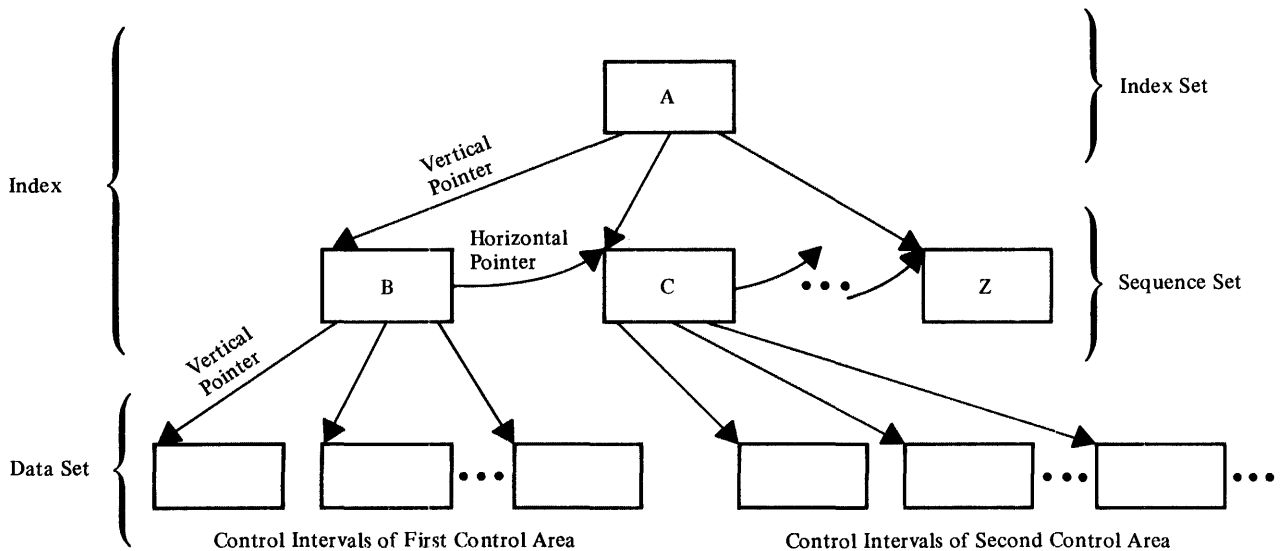 A
Index Set
Vertical
Pointer
Index
Horizontal
Pointer
B
C
•••
Z
Sequence Set
Vertical
Pointer
Data Set
•••
•••
•••
Control Intervals of First Control Area
Control Intervals of Second Control Area